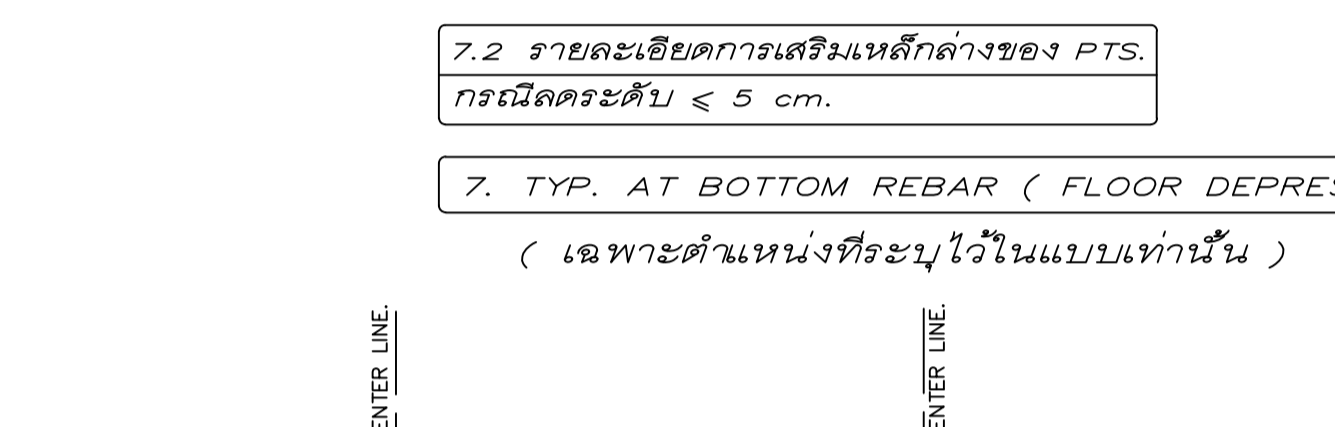 7.2 รายละเอียดการเสริมเหล็กล่างของ PTS.
กรณีลดระดับ ⩽ 5 cm.
7. TYP. AT BOTTOM REBAR ( FLOOR
( เฉพาะตำแหน่งที่ระบุไว้ในแบบเท่านั้น )
LINE.
LINE.